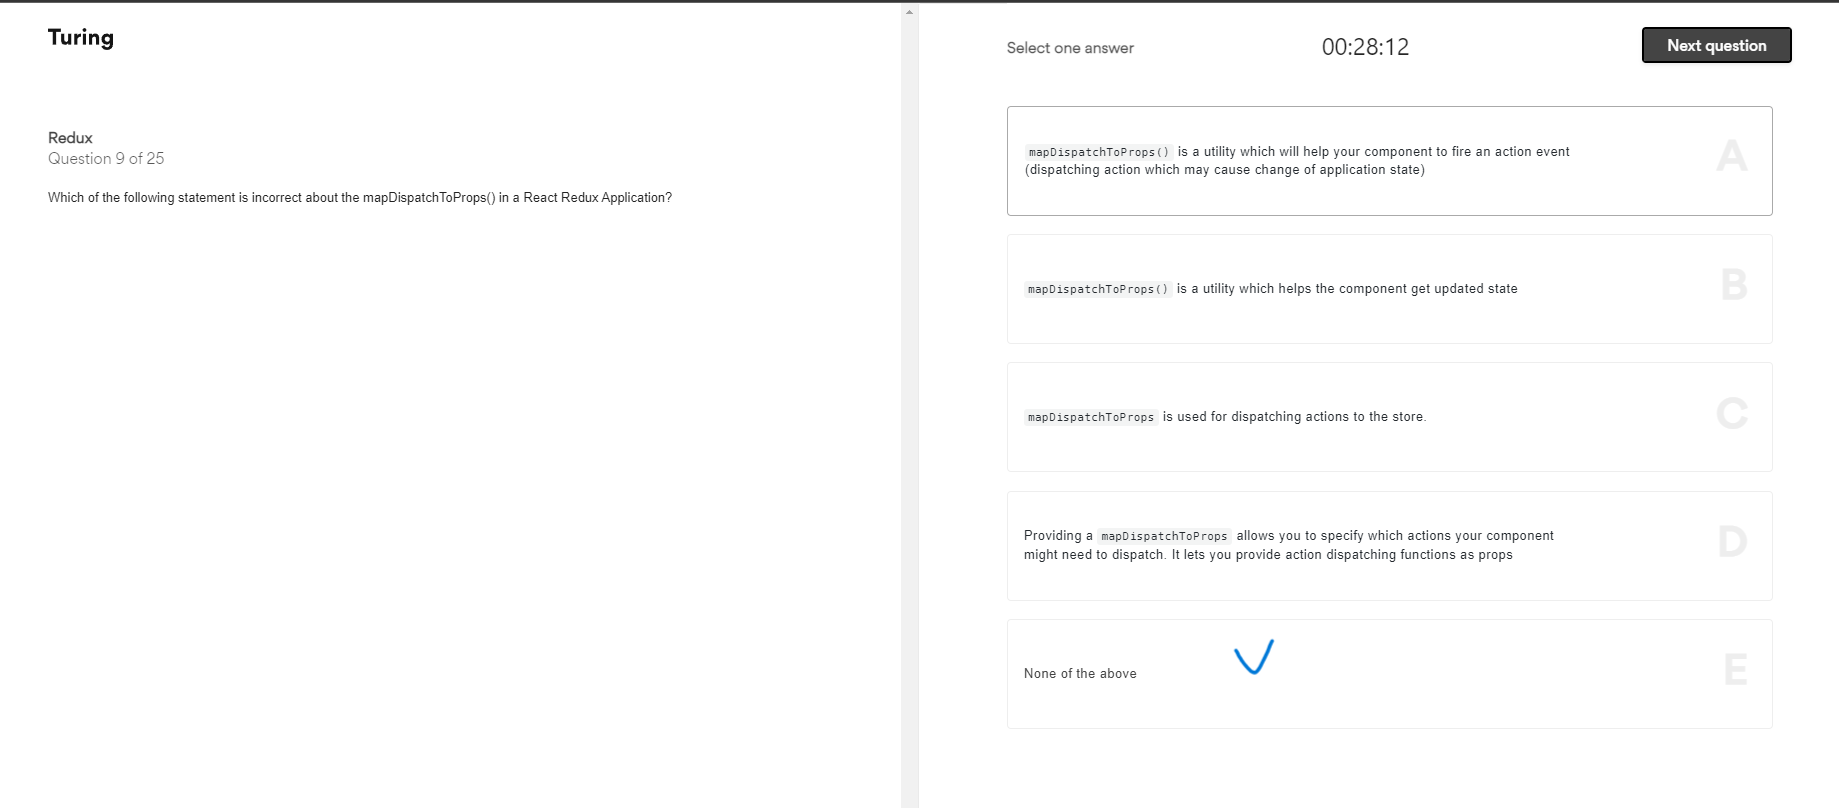 Turing
Redux
Question 9 of 25
Which of the following statement is incorrect about the mapDispatchToProps() in a React Redux Application?
Select one answer
00:28:12
Next question
mapDispatchToProps() is a utility which will help your component to fire an action event
(dispatching action which may cause change of application state)
A
mapDispatchToProps() is a utility which helps the component get updated state
B
mapDispatchToProps is used for dispatching actions to the store.
C
Providing a mapDispatchToProps allows you to specify which actions your component
might need to dispatch. It lets you provide action dispatching functions as props
D
None of the above
E